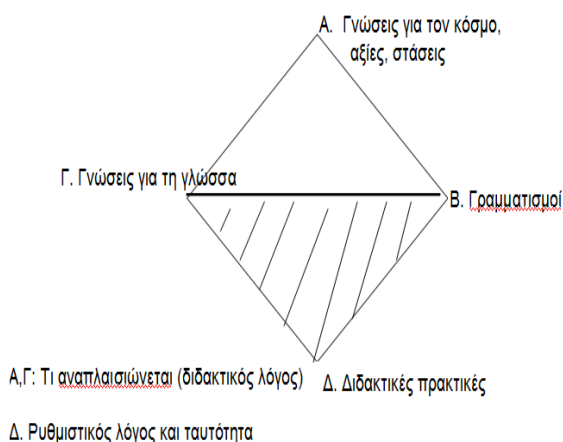 Α. Γνώσεις για τον κόσμο,
αξίες, στάσεις
Γ. Γνώσεις για τη γλώσσα
Β. Γραμματισμοί
Α,Γ: Τι αναπλαισιώνεται (διδακτικός λόγος)
Δ. Διδακτικές πρακτικές
Δ. Ρυθμιστικός λόγος και ταυτότητα